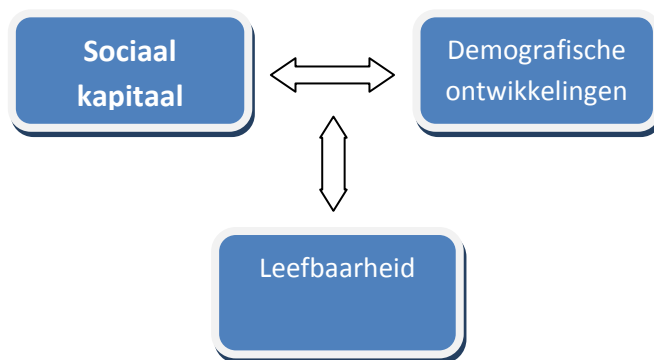 Sociaal
kapitaal
Demografische
ontwikkelingen
Leefbaarheid